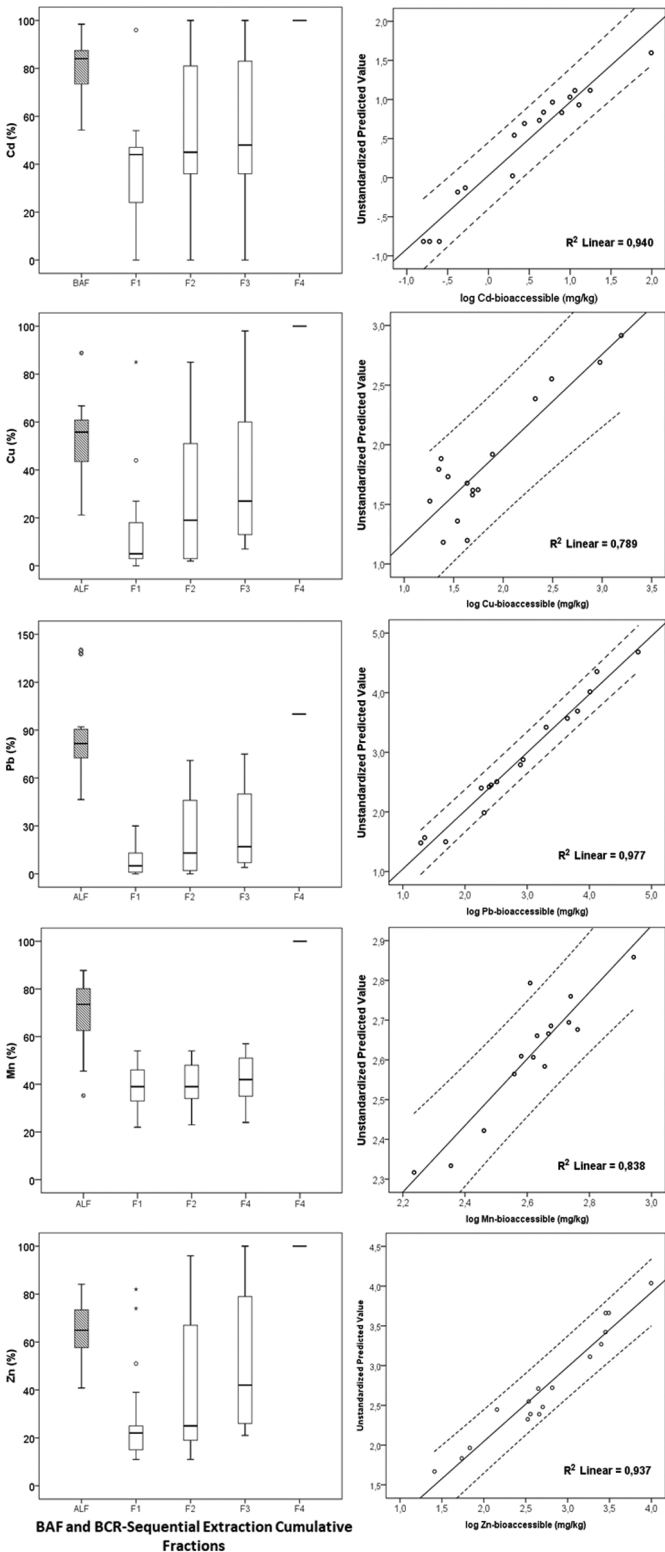 Cd (%)
100
80
60
40
20
0
BAF F1 F2 F3 F4
Unstandardized Predicted Value
2,0
1,5
1,0
,5
,0
-,5
-1,0
R² Linear = 0,940
-1,0 -,5 ,0 ,5 1,0 1,5 2,0
log Cd-bioaccessible (mg/kg)
Cu (%)
100
80
60
40
20
0
ALF F1 F2 F3 F4
Unstandardized Predicted Value
3,0
2,5
2,0
1,5
1,0
R² Linear = 0,789
1,0 1,5 2,0 2,5 3,0 3,5
log Cu-bioaccessible (mg/kg)
Pb (%)
150
120
90
60
30
0
ALF F1 F2 F3 F4
Unstandardized Predicted Value
5,0
4,0
3,0
2,0
1,0
R² Linear = 0,977
1,0 2,0 3,0 4,0 5,0
log Pb-bioaccessible (mg/kg)
Mn (%)
100
80
60
40
20
0
ALF F1 F2 F4 F4
Unstandardized Predicted Value
2,9
2,8
2,7
2,6
2,5
2,4
2,3
R² Linear = 0,838
2,2 2,4 2,6 2,8 3,0
log Mn-bioaccessible (mg/kg)
Zn (%)
100
80
60
40
20
0
ALF F1 F2 F3 F4
Unstandardized Predicted Value
4,5
4,0
3,5
3,0
2,5
2,0
1,5
R² Linear = 0,937
1,0 1,5 2,0 2,5 3,0 3,5 4,0
log Zn-bioaccessible (mg/kg)
BAF and BCR-Sequential Extraction Cumulative
Fractions